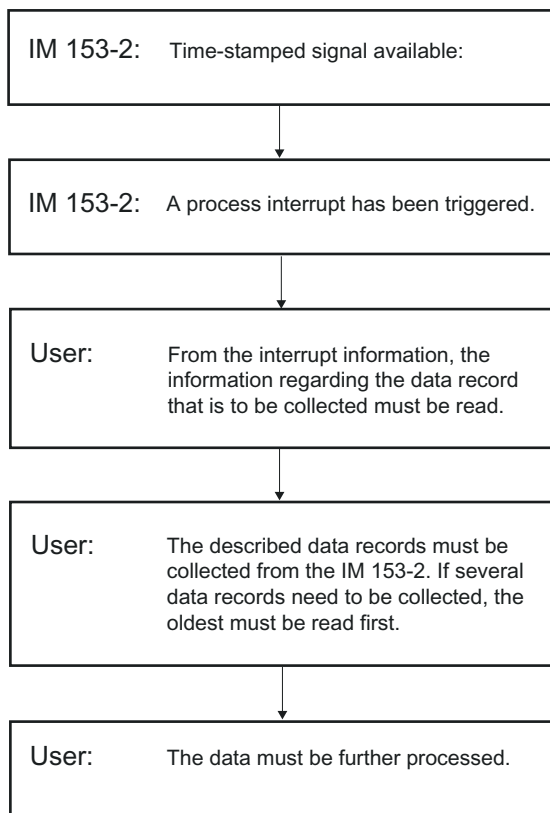 IM 153-2: Time-stamped signal available:
IM 153-2: A process interrupt has been triggered.
User: From the interrupt information, the
information regarding the data record
that is to be collected must be read.
User: The described data records must be
collected from the IM 153-2. If several
data records need to be collected, the
oldest must be read first.
User: The data must be further processed.